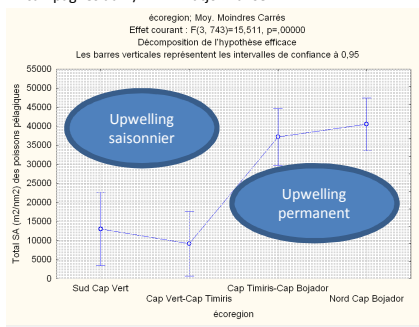 écoregion; Moy. Moindres Carrés
Effet courant : F(3, 743)=15,511, p=,00000
Décomposition de l'hypothèse efficace
Les barres verticales représentent les intervalles de confiance à 0,95
Total SA (m2/nm2) des poissons pélagiques
55000
50000
45000
40000
35000
30000
25000
20000
15000
10000
5000
0
Upwelling
saisonnier
Upwelling
permanent
Sud Cap Vert
Cap Timiris-Cap Bojador
Cap Vert-Cap Timiris
Nord Cap Bojador
écoregion